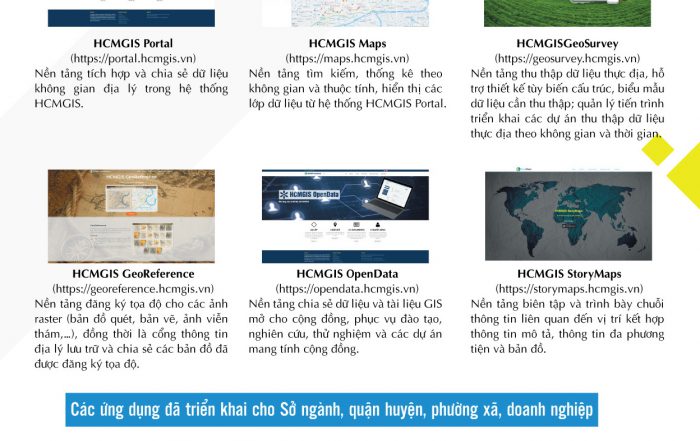 HCMGIS Portal
(https://portal.hcmgis.vn)
Nền tảng tích hợp và chia sẻ dữ liệu
không gian địa lý trong hệ thống
HCMGIS.
HCMGIS Maps
(https://maps.hcmgis.vn)
Nền tảng tìm kiếm, thống kê theo
không gian và thuộc tính, hiển thị các
lớp dữ liệu từ hệ thống HCMGIS Portal.
HCMGISGeoSurvey
(https://geosurvey.hcmgis.vn)
Nền tảng thu thập dữ liệu thực địa, hỗ
trợ thiết kế tùy biến cấu trúc, biểu mẫu
dữ liệu cần thu thập; quản lý tiến trình
triển khai các dự án thu thập dữ liệu
thực địa theo không gian và thời gian.
HCMGIS GeoReference
HCMGIS GeoReference
(https://georeference.hcmgis.vn)
Nền tảng đăng ký tọa độ cho các ảnh
raster (bản đồ quét, bản vẽ, ảnh viễn
thám,...), đồng thời là cổng thông tin
địa lý lưu trữ và chia sẻ các bản đồ đã
được đăng ký tọa độ.
HCMGIS OpenData
HCMGIS OpenData
(https://opendata.hcmgis.vn)
Nền tảng chia sẻ dữ liệu và tài liệu GIS
mở cho cộng đồng, phục vụ đào tạo,
nghiên cứu, thử nghiệm và các dự án
mang tính cộng đồng.
HCMGIS StoryMaps
HCMGIS StoryMaps
(https://storymaps.hcmgis.vn)
Nền tảng biên tập và trình bày chuỗi
thông tin liên quan đến vị trí kết hợp
thông tin mô tả, thông tin đa phương
tiện và bản đồ.
Các ứng dụng đã triển khai cho Sở ngành, quận huyện, phường xã, doanh nghiệp